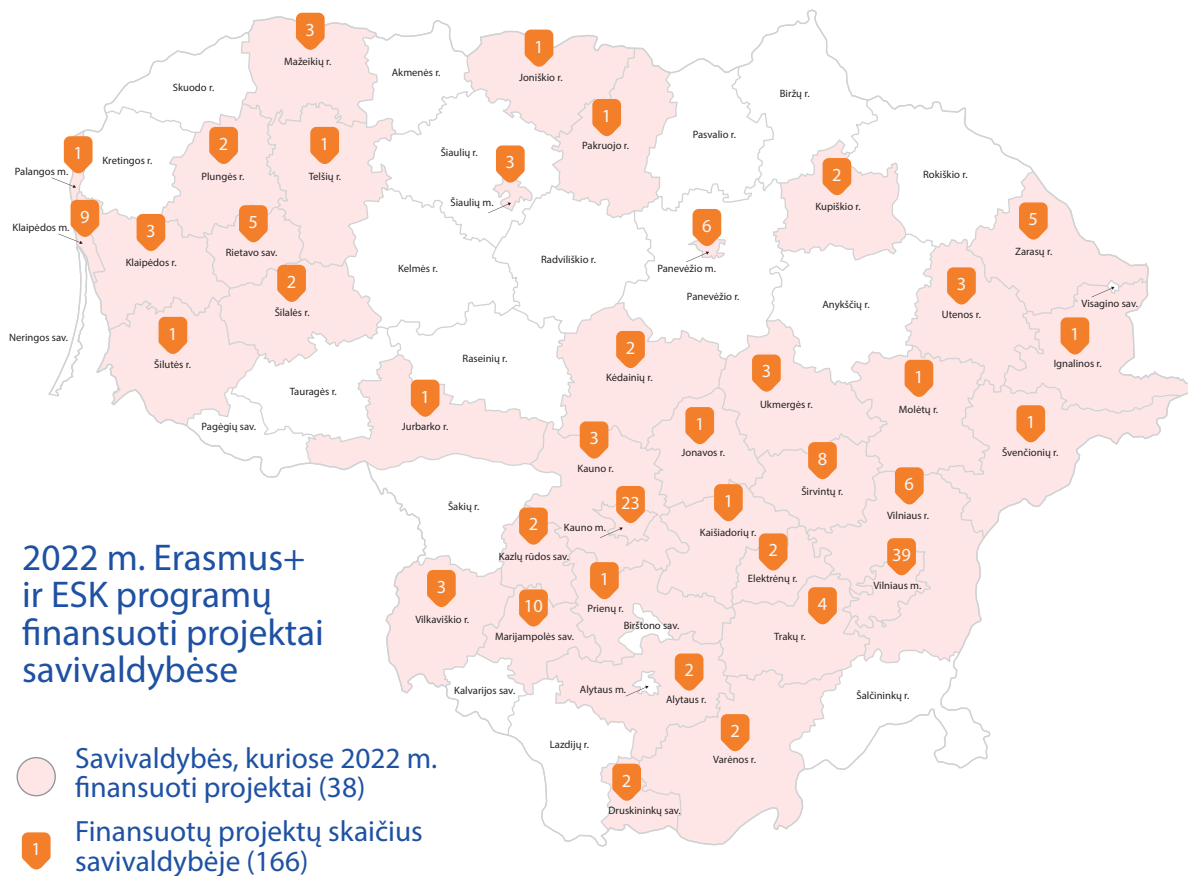 3
Mažeikių r.
Akmenės r.
1
Joniškio r.
Skuodo r.
Biržų r.
1
Pakruojo r.
Pasvalio r.
1
Palangos m.
Kretingos r.
2
Plungės r.
1
Telšių r.
Šiaulių r.
3
Šiaulių m.
2
Kupiškio r.
Rokiškio r.
9
Klaipėdos m.
3
Klaipėdos r.
5
Rietavo sav.
6
Panevėžio m.
Panevėžio r.
5
Zarasų r.
Kelmės r.
Radviliškio r.
2
Šilalės r.
Anykščių r.
3
Utenos r.
Visagino sav.
Neringos sav.
1
Šilutės r.
1
Ignalinos r.
Raseinių r.
2
Kėdainių r.
3
Ukmergės r.
1
Molėtų r.
Tauragės r.
1
Jurbarko r.
Pagėgių sav.
3
Kauno r.
1
Jonavos r.
8
Širvintų r.
1
Švenčionių r.
6
Vilniaus r.
Šakių r.
23
Kauno m.
1
Kaišiadorių r.
2
Kazlų rūdos sav.
2
Elektrėnų r.
39
Vilniaus m.
3
Vilkaviškio r.
10
Marijampolės sav.
1
Prienų r.
Birštono sav.
4
Trakų r.
Kalvarijos sav.
Alytaus m.
2
Alytaus r.
Šalčininkų r.
Lazdijų r.
2
Varėnos r.
2
Druskininkų sav.
2022 m. Erasmus+
ir ESK programų
finansuoti projektai
savivaldybėse
Savivaldybės, kuriose 2022 m.
finansuoti projektai (38)
1
Finansuotų projektų skaičius
savivaldybėje (166)